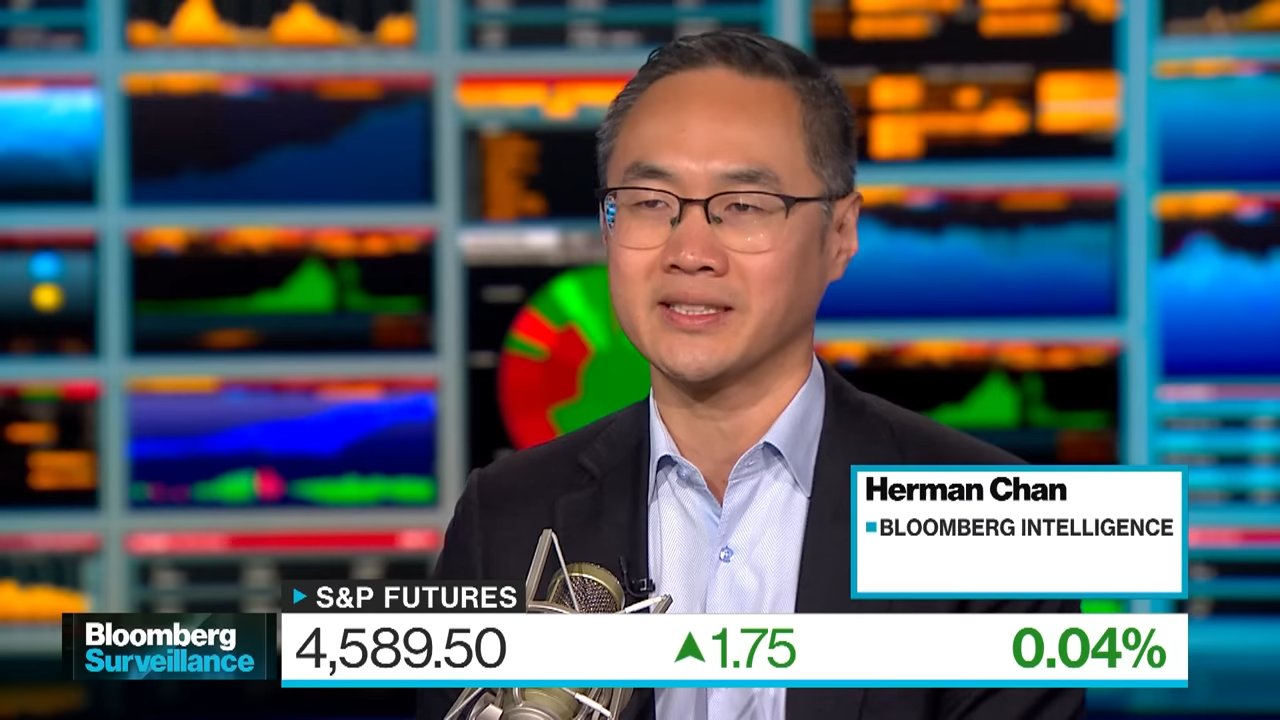 Herman Chan
BLOOMBERG INTELLIGENCE
S&P FUTURES
Bloomberg
Surveillance
4,589.50 1.75 0.04%